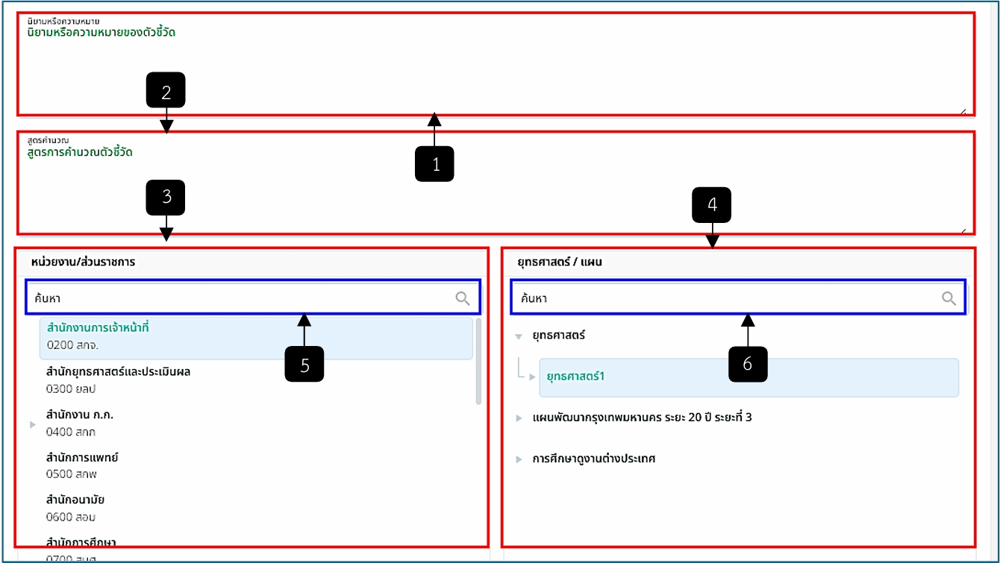 นิยามหรือความหมาย
นิยามหรือความหมายของตัวชี้วัด
2
สูตรคำนวณ
สูตรการคำนวณตัวชี้วัด
1
3
4
หน่วยงาน/ส่วนราชการ
ค้นหา
สำนักงานการเจ้าหน้าที่
0200 สกจ.
5
สำนักยุทธศาสตร์และประเมินผล
0300 ยสป
สำนักงาน ก.ก.
0400 สกก
สำนักการแพทย์
0500 สกพ
สำนักอนามัย
0600 สอม
สำนักการศึกษา
0700
ยุทธศาสตร์ / แผน
ค้นหา
ยุทธศาสตร์
6
ยุทธศาสตร์1
แผนพัฒนากรุงเทพมหานคร ระยะ 20 ปี ระยะที่ 3
การศึกษาดูงานต่างประเทศ